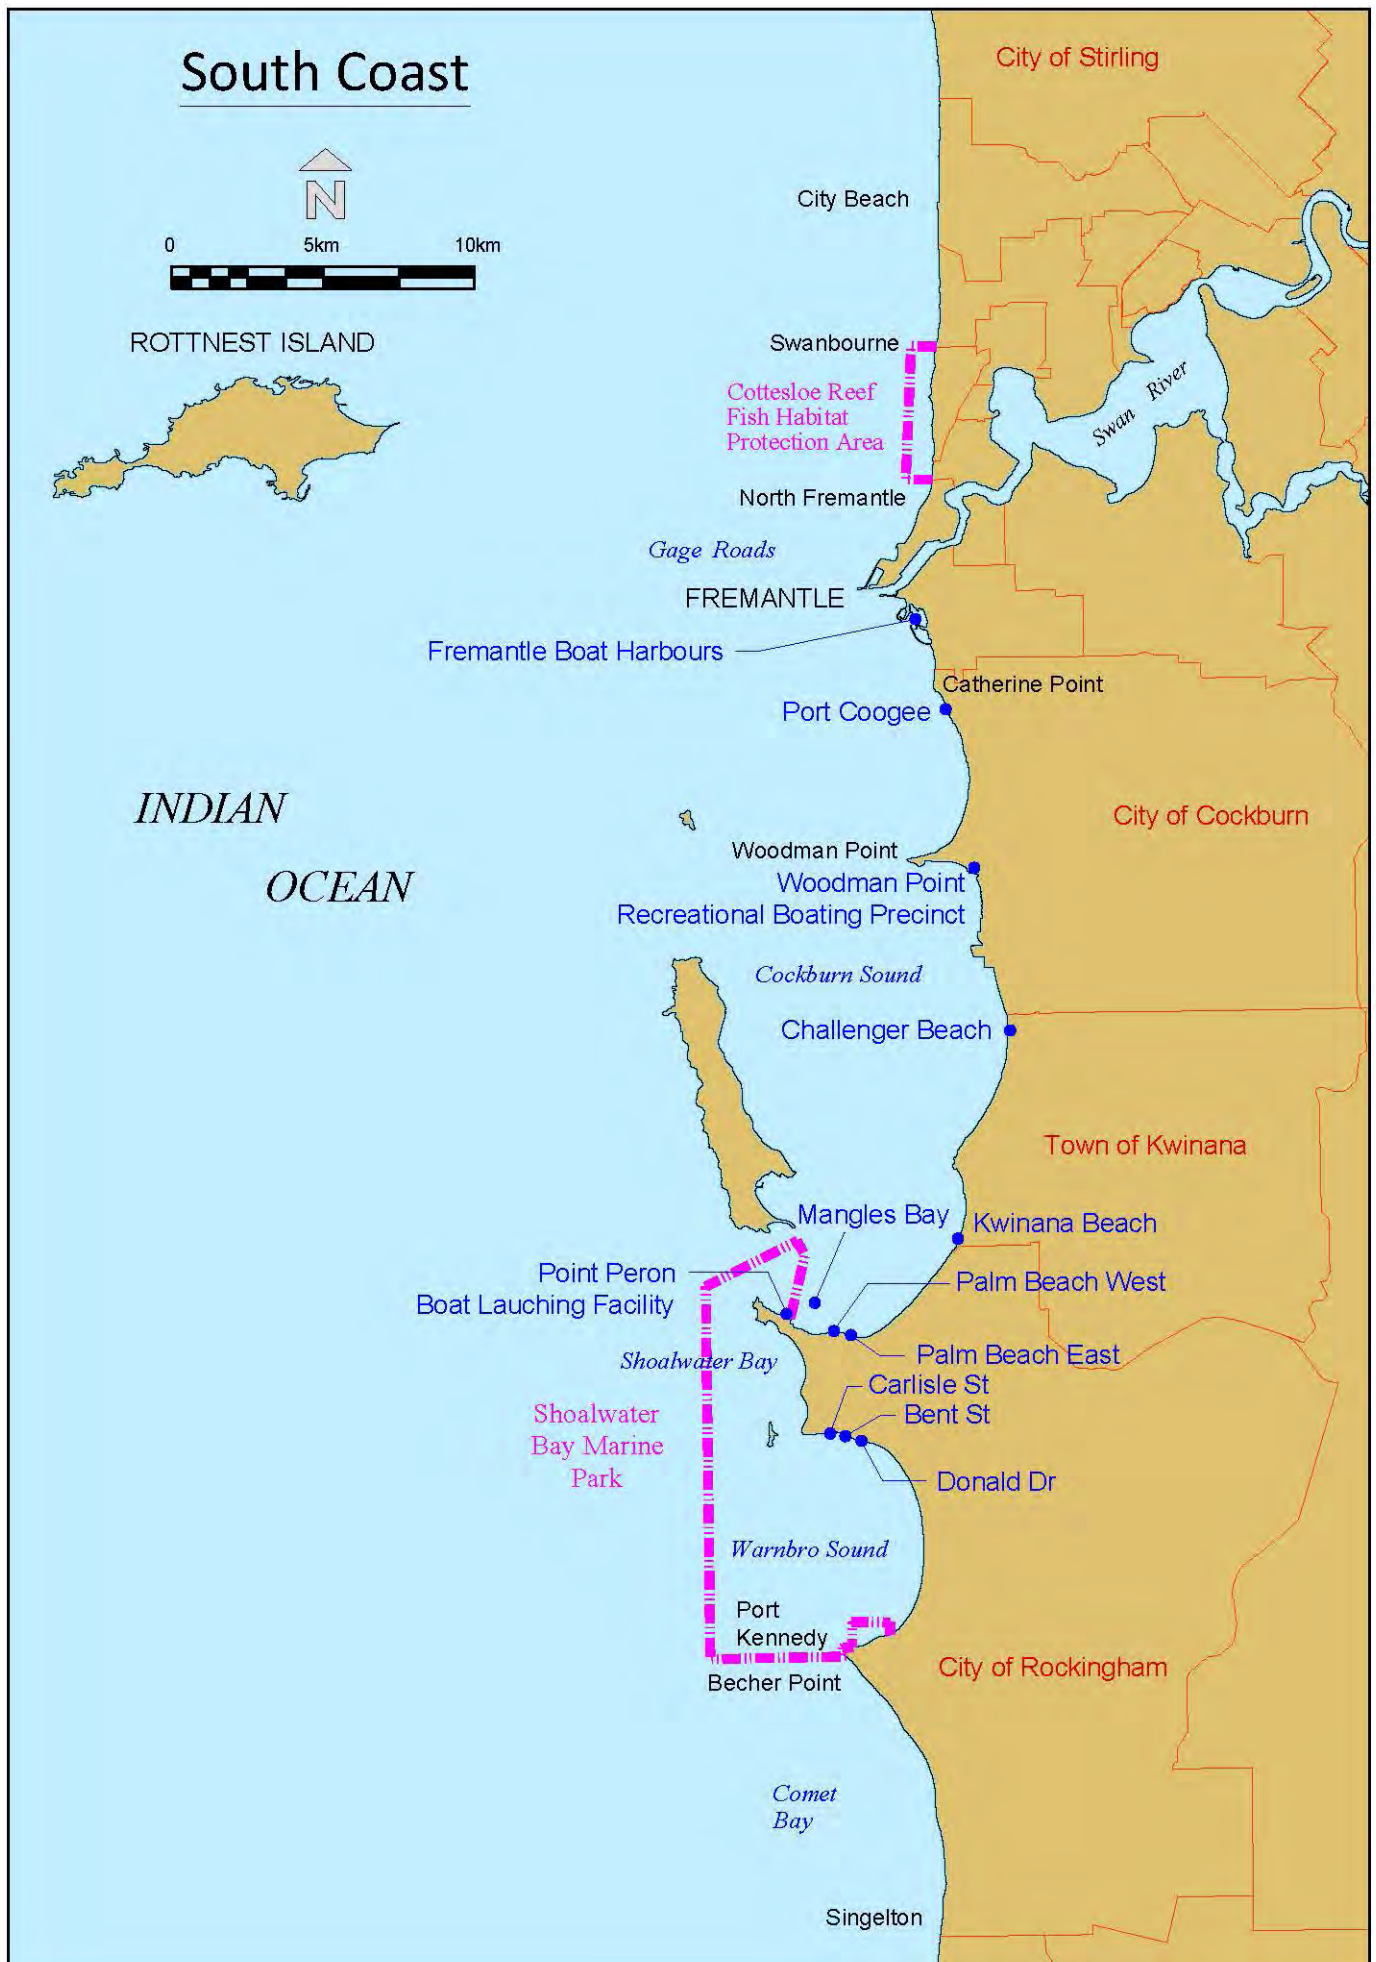 South Coast
City of Stirling
N
0 5km 10km
City Beach
ROTTNEST ISLAND
Swanbourne
Cottesloe Reef
Fish Habitat
Protection Area
Swan River
North Fremantle
Gage Roads
FREMANTLE
Fremantle Boat Harbours
Catherine Point
Port Coogee
INDIAN
OCEAN
City of Cockburn
Woodman Point
Woodman Point
Recreational Boating Precinct
Cockburn Sound
Challenger Beach
Town of Kwinana
Mangles Bay
Kwinana Beach
Point Peron
Boat Lauching Facility
Palm Beach West
Palm Beach East
Shoalwater Bay
Carlisle St
Bent St
Shoalwater
Bay Marine
Park
Donald Dr
Warnbro Sound
Port
Kennedy
Becher Point
City of Rockingham
Comet
Bay
Singelton